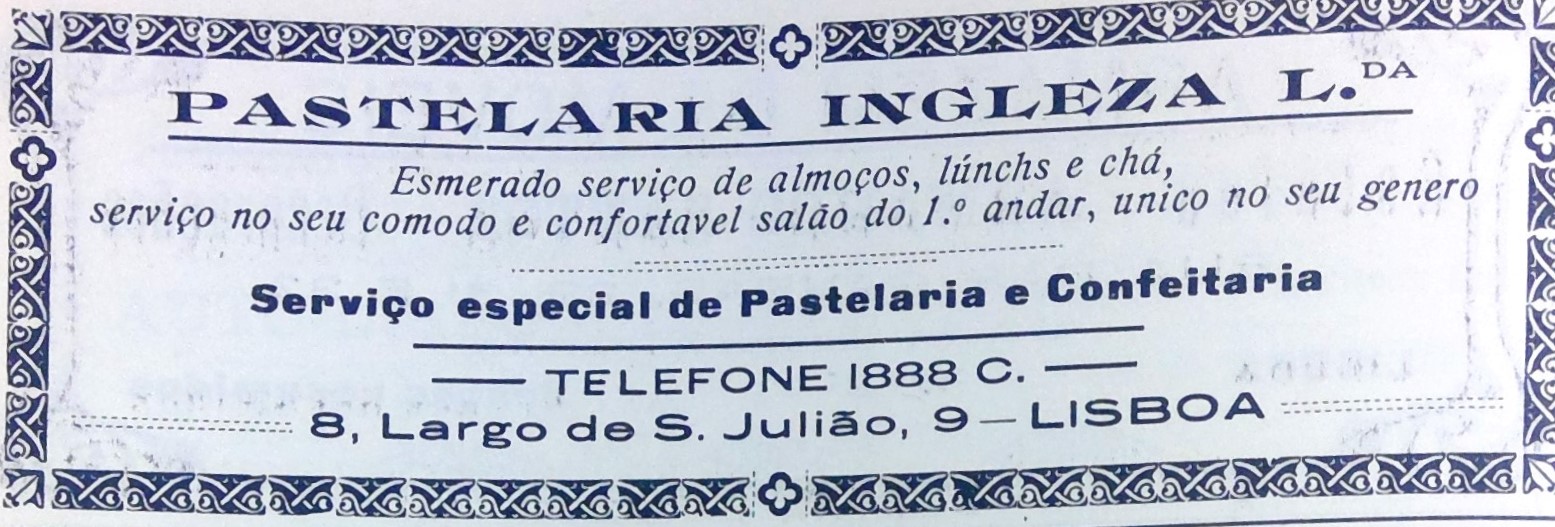 PASTELARIA INGLEZA L.DA
Esmerado serviço de almoços, lúnchs e chá,
serviço no seu comodo e confortavel salão do 1.º andar, unico no seu genero
Serviço especial de Pastelaria e Confeitaria
TELEFONE 1888 C.
8, Largo de S. Julião, 9 — LISBOA